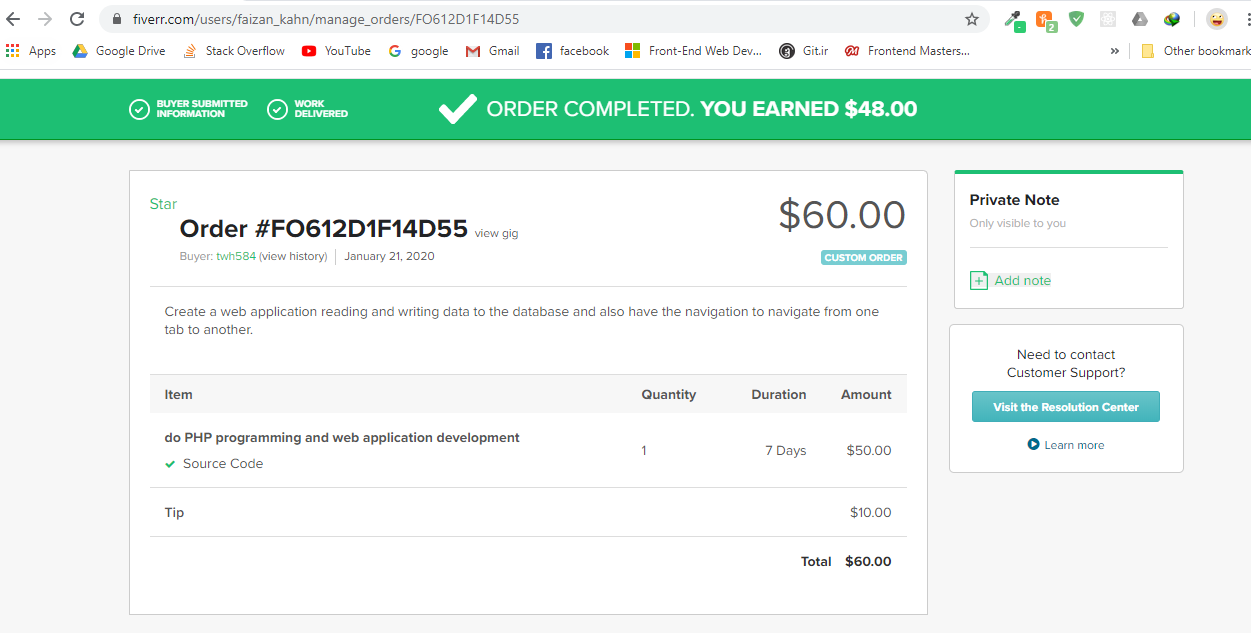 fiverr.com/users/faizan_kahn/manage_orders/FO612D1F14D55
2
Apps Google Drive Stack Overflow YouTube google Gmail facebook Front-End Web Dev... Git.ir Frontend Masters... » Other bookmark
BUYER SUBMITTED
INFORMATION
WORK
DELIVERED
ORDER COMPLETED. YOU EARNED $48.00
Star
Order #FO612D1F14D55 view gig
Buyer: twh584 (view history) January 21, 2020
$60.00
CUSTOM ORDER
Create a web application reading and writing data to the database and also have the navigation to navigate from one
tab to another.
Item Quantity Duration Amount
do PHP programming and web application development
Source Code
1 7 Days $50.00
Tip $10.00
Total $60.00
Private Note
Only visible to you
Add note
Need to contact
Customer Support?
Visit the Resolution Center
Learn more